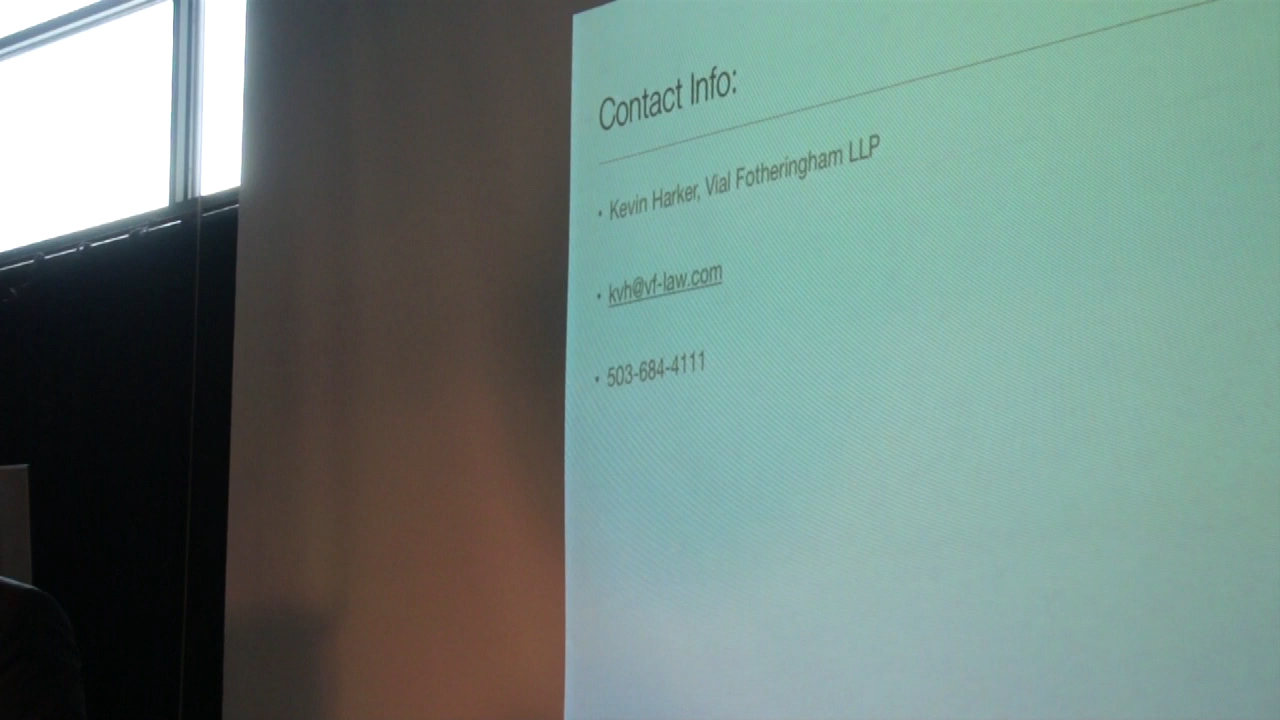 Contact Info:
• Kevin Harker, Vial Fotheringham LLP
• kvh@vf-law.com
• 503-684-4111